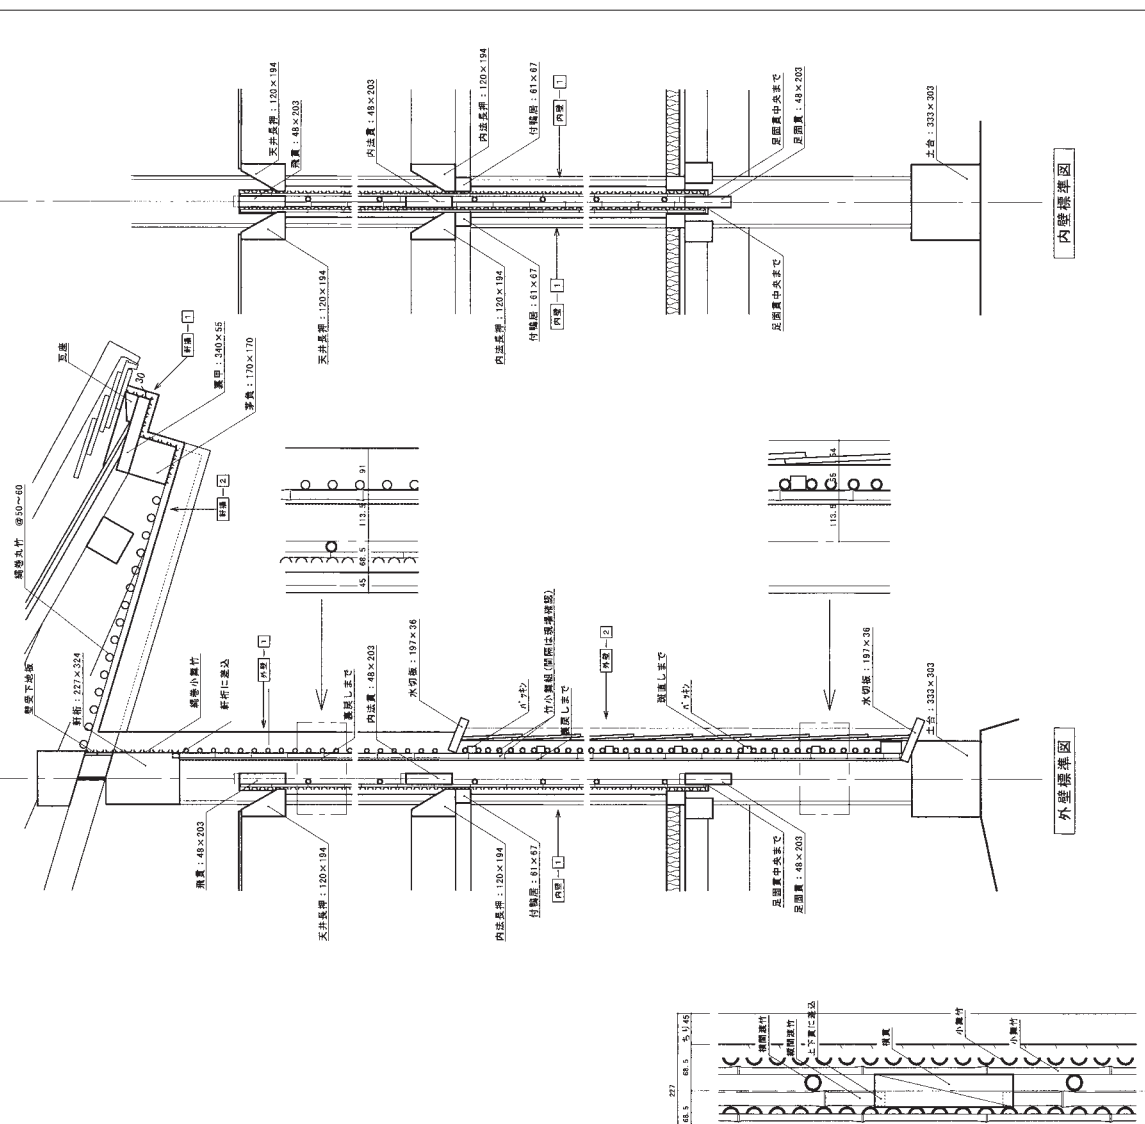 天井長押：120×194
飛貫：48×203
内法貫：48×203
内法長押：120×194
付鴨居：61×67
内壁 1
足固貫中央まで
足固貫：48×203
土台：333×303
天井長押：120×194
内法長押：120×194
付鴨居：61×67
内壁 1
足固貫中央まで
内壁標準図
瓦座
30
軒揚 1
裏甲：340×55
茅負：170×170
軒揚 2
縄巻丸竹 @50～60
壁受下地板
軒桁：227×324
縄巻小舞竹
軒桁に差込
外壁 1
91
113.5
68.5
45
54
55
113.5
裏戻しまで
内法貫：48×203
水切板：197×36
パッキン
竹小舞組（間隔は現場確認）
裏戻しまで
外壁 2
斑直しまで
パッキン
水切板：197×36
土台：333×303
飛貫：48×203
天井長押：120×194
内法長押：120×194
付鴨居：61×67
内壁 1
足固貫中央まで
足固貫：48×203
外壁標準図
ちり45
68.5
227
68.5
横間渡竹
縦間渡竹
上下貫に差込
横貫
小舞竹
小舞竹